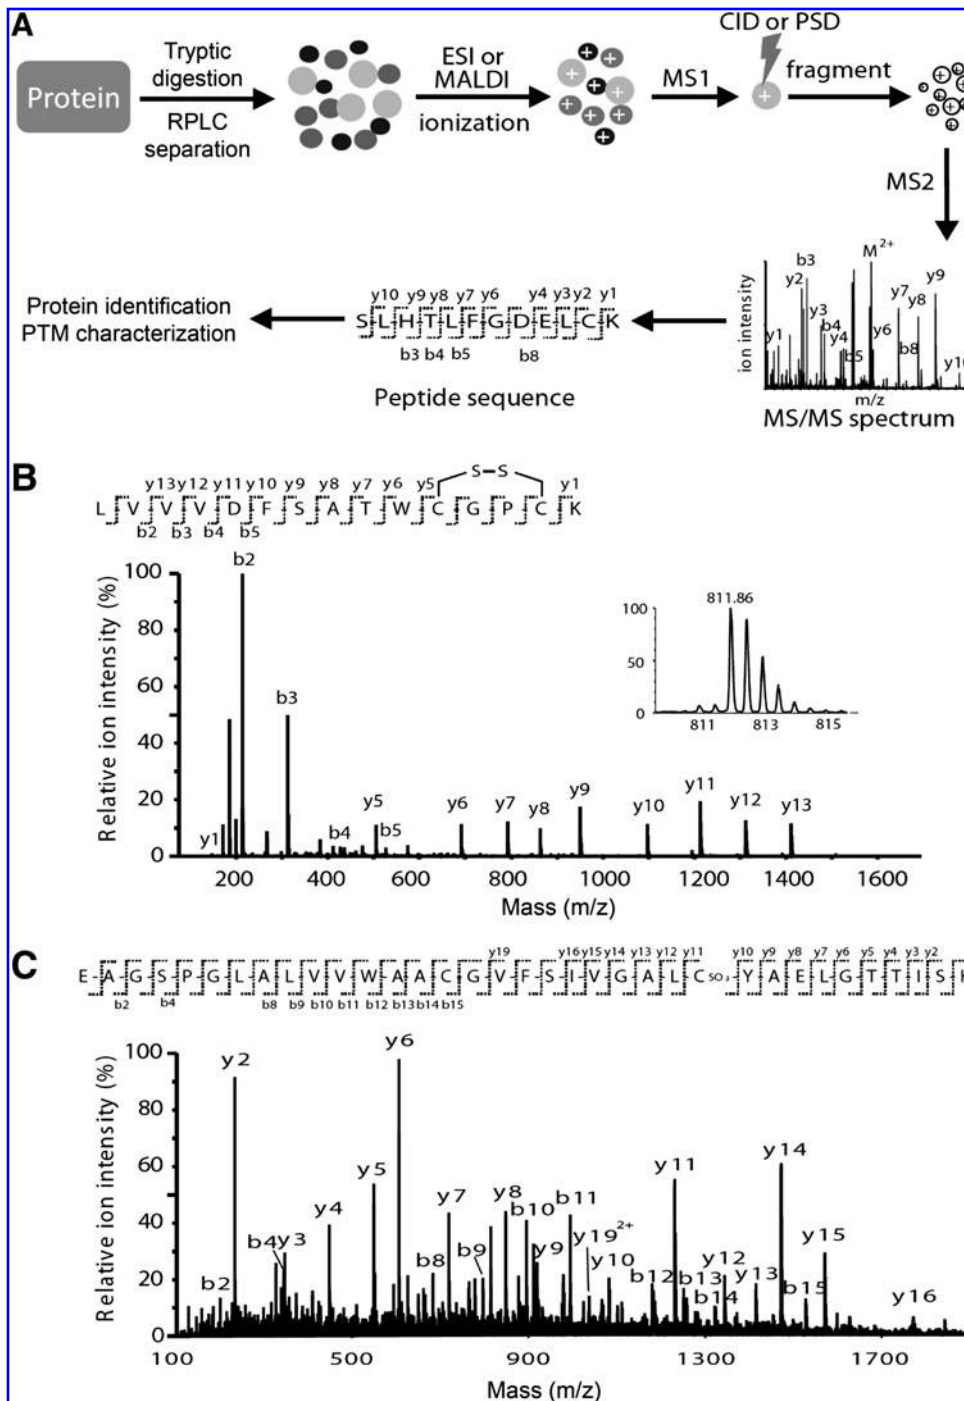 A
Tryptic
digestion
RPLC
separation
Protein
ESI or
MALDI
ionization
MS1
CID or PSD
fragment
MS2
Protein identification
PTM characterization
y10 y9 y8 y7 y6 y4 y3 y2 y1
S L H T L F G D E L C K
b3 b4 b5 b8
Peptide sequence
ion intensity
y1 y2 b3 y3 b4 y4 b5 M2+ y6 y7 b8 y8 y9 y10
m/z
MS/MS spectrum
B
S-S
y13 y12 y11 y10 y9 y8 y7 y6 y5 y1
L V V V D F S A T W C G P C K
b2 b3 b4 b5
Relative ion intensity (%)
100
80
60
40
20
0
y1 b2 b3 b4 y5 b5 y6 y7 y8 y9 y10 y11 y12 y13
200 400 600 800 1000 1200 1400 1600
Mass (m/z)
811.86
100
50
0
811 813 815
C
y19 y16 y15 y14 y13 y12 y11 y10 y9 y8 y7 y6 y5 y4 y3 y2
E-A G S P G L A L V V W A A C G V F S I V G A L C SO3- Y A E L G T T I S K
b2 b4 b8 b9 b10 b11 b12 b13 b14 b15
Relative ion intensity (%)
100
80
60
40
20
0
b2 y2 b4 y3 y4 y5 y6 b8 y7 b9 y8 b10 y9 b11 y19 2+ y10 b12 y11 b13 b14 y12 y13 y14 b15 y15 y16
100 500 900 1300 1700
Mass (m/z)